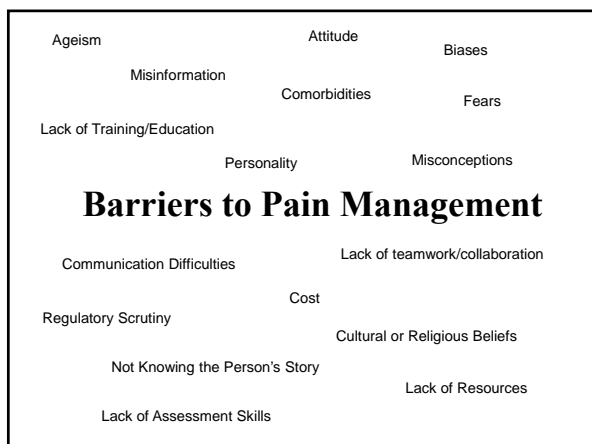 Ageism
Attitude
Biases
Misinformation
Comorbidities
Fears
Lack of Training/Education
Personality
Misconceptions
Barriers to Pain Management
Communication Difficulties
Lack of teamwork/collaboration
Cost
Regulatory Scrutiny
Cultural or Religious Beliefs
Not Knowing the Person’s Story
Lack of Resources
Lack of Assessment Skills